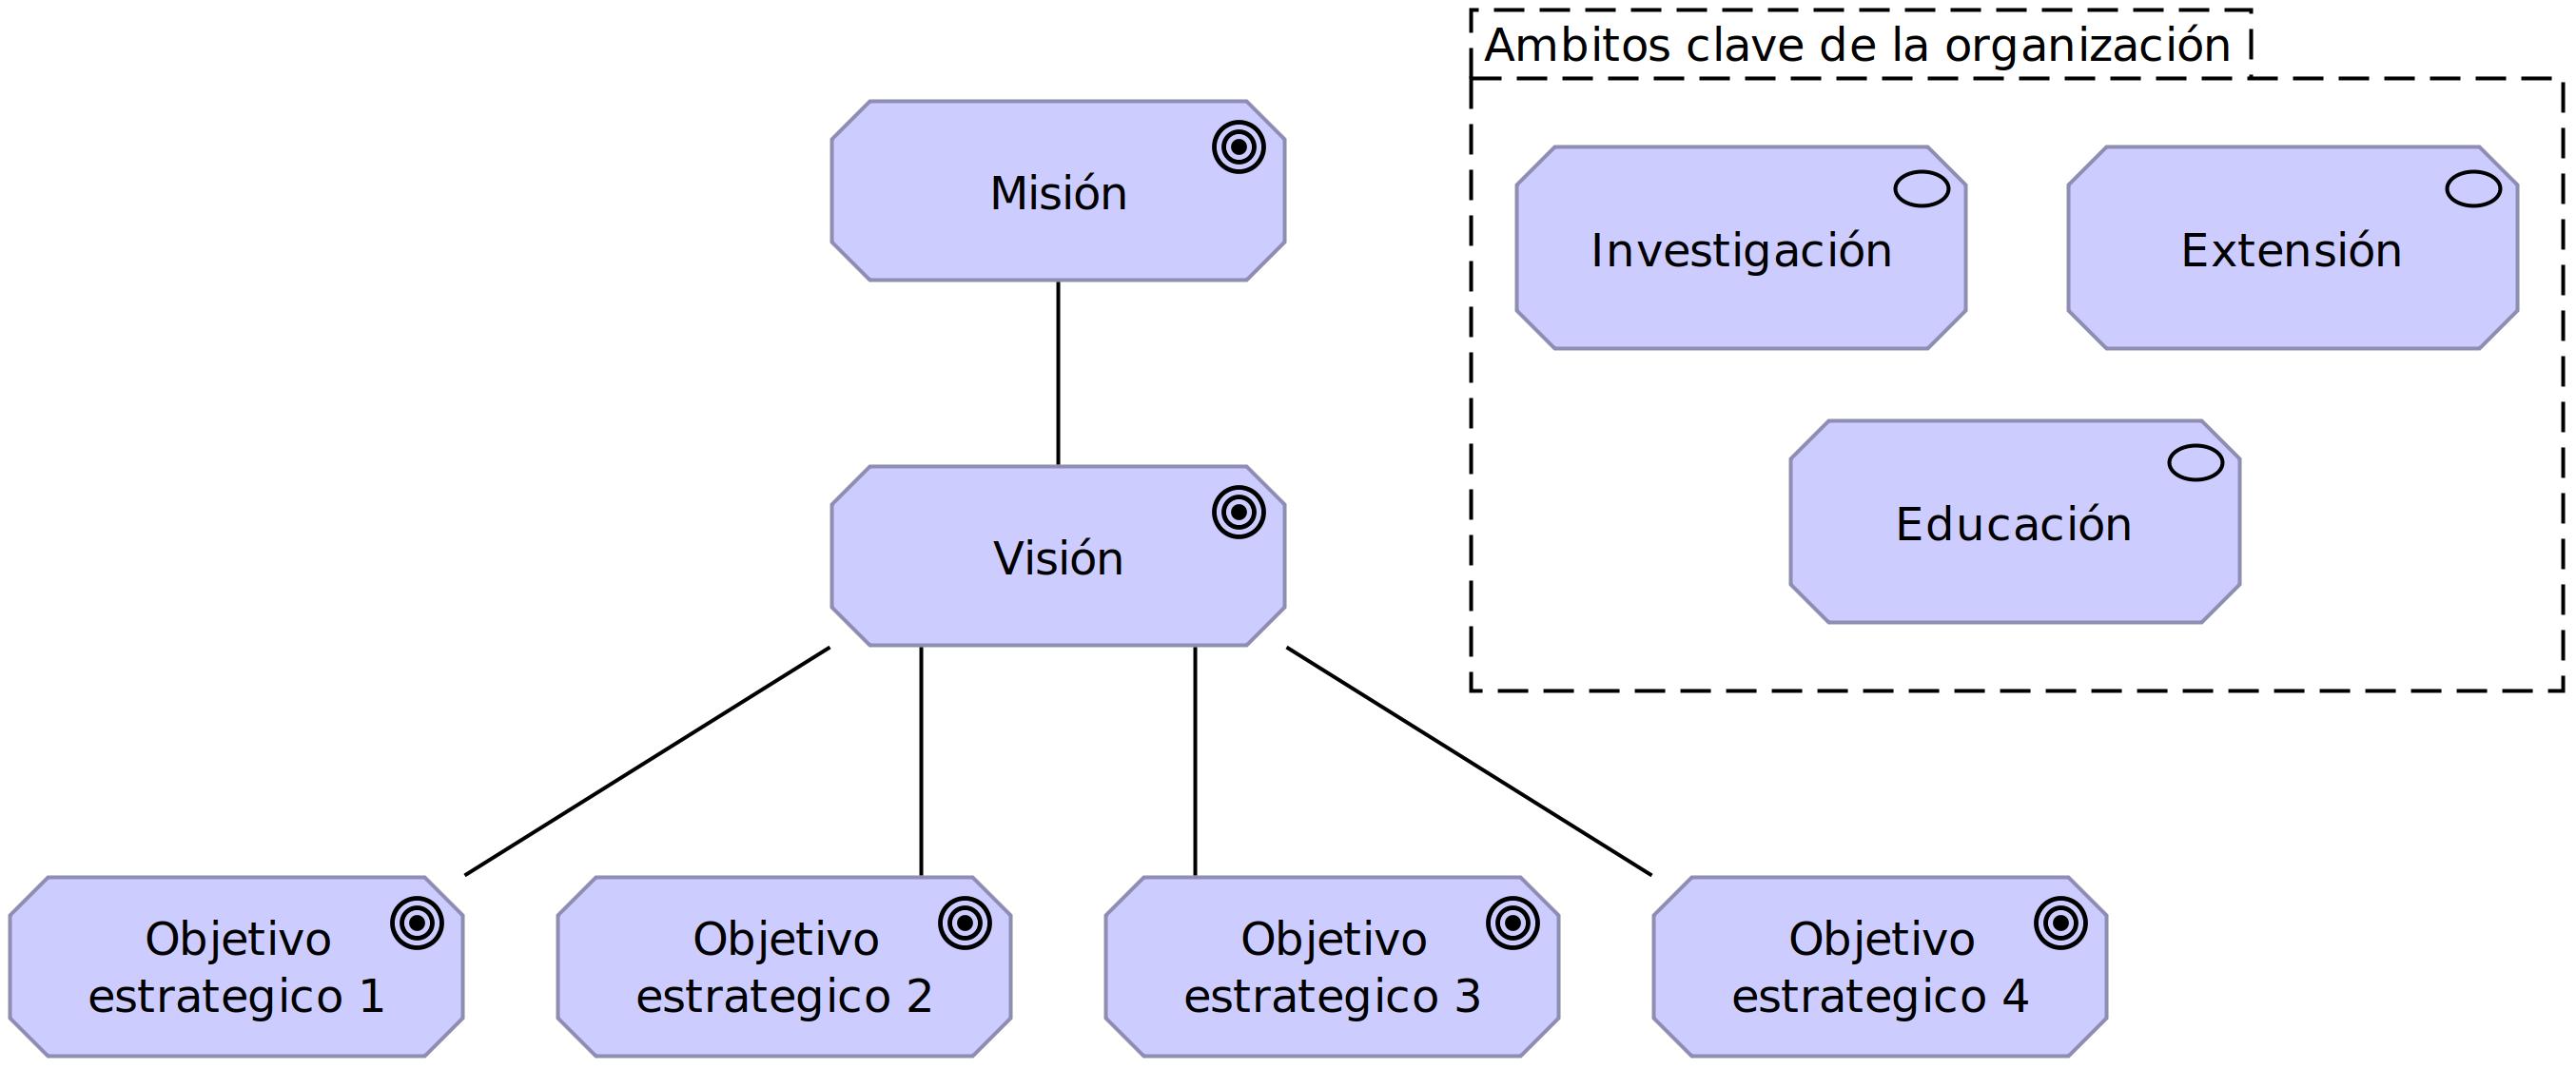 Ambitos clave de la organización
Misión
Investigación
Extensión
Visión
Educación
Objetivo
estrategico 1
Objetivo
estrategico 2
Objetivo
estrategico 3
Objetivo
estrategico 4